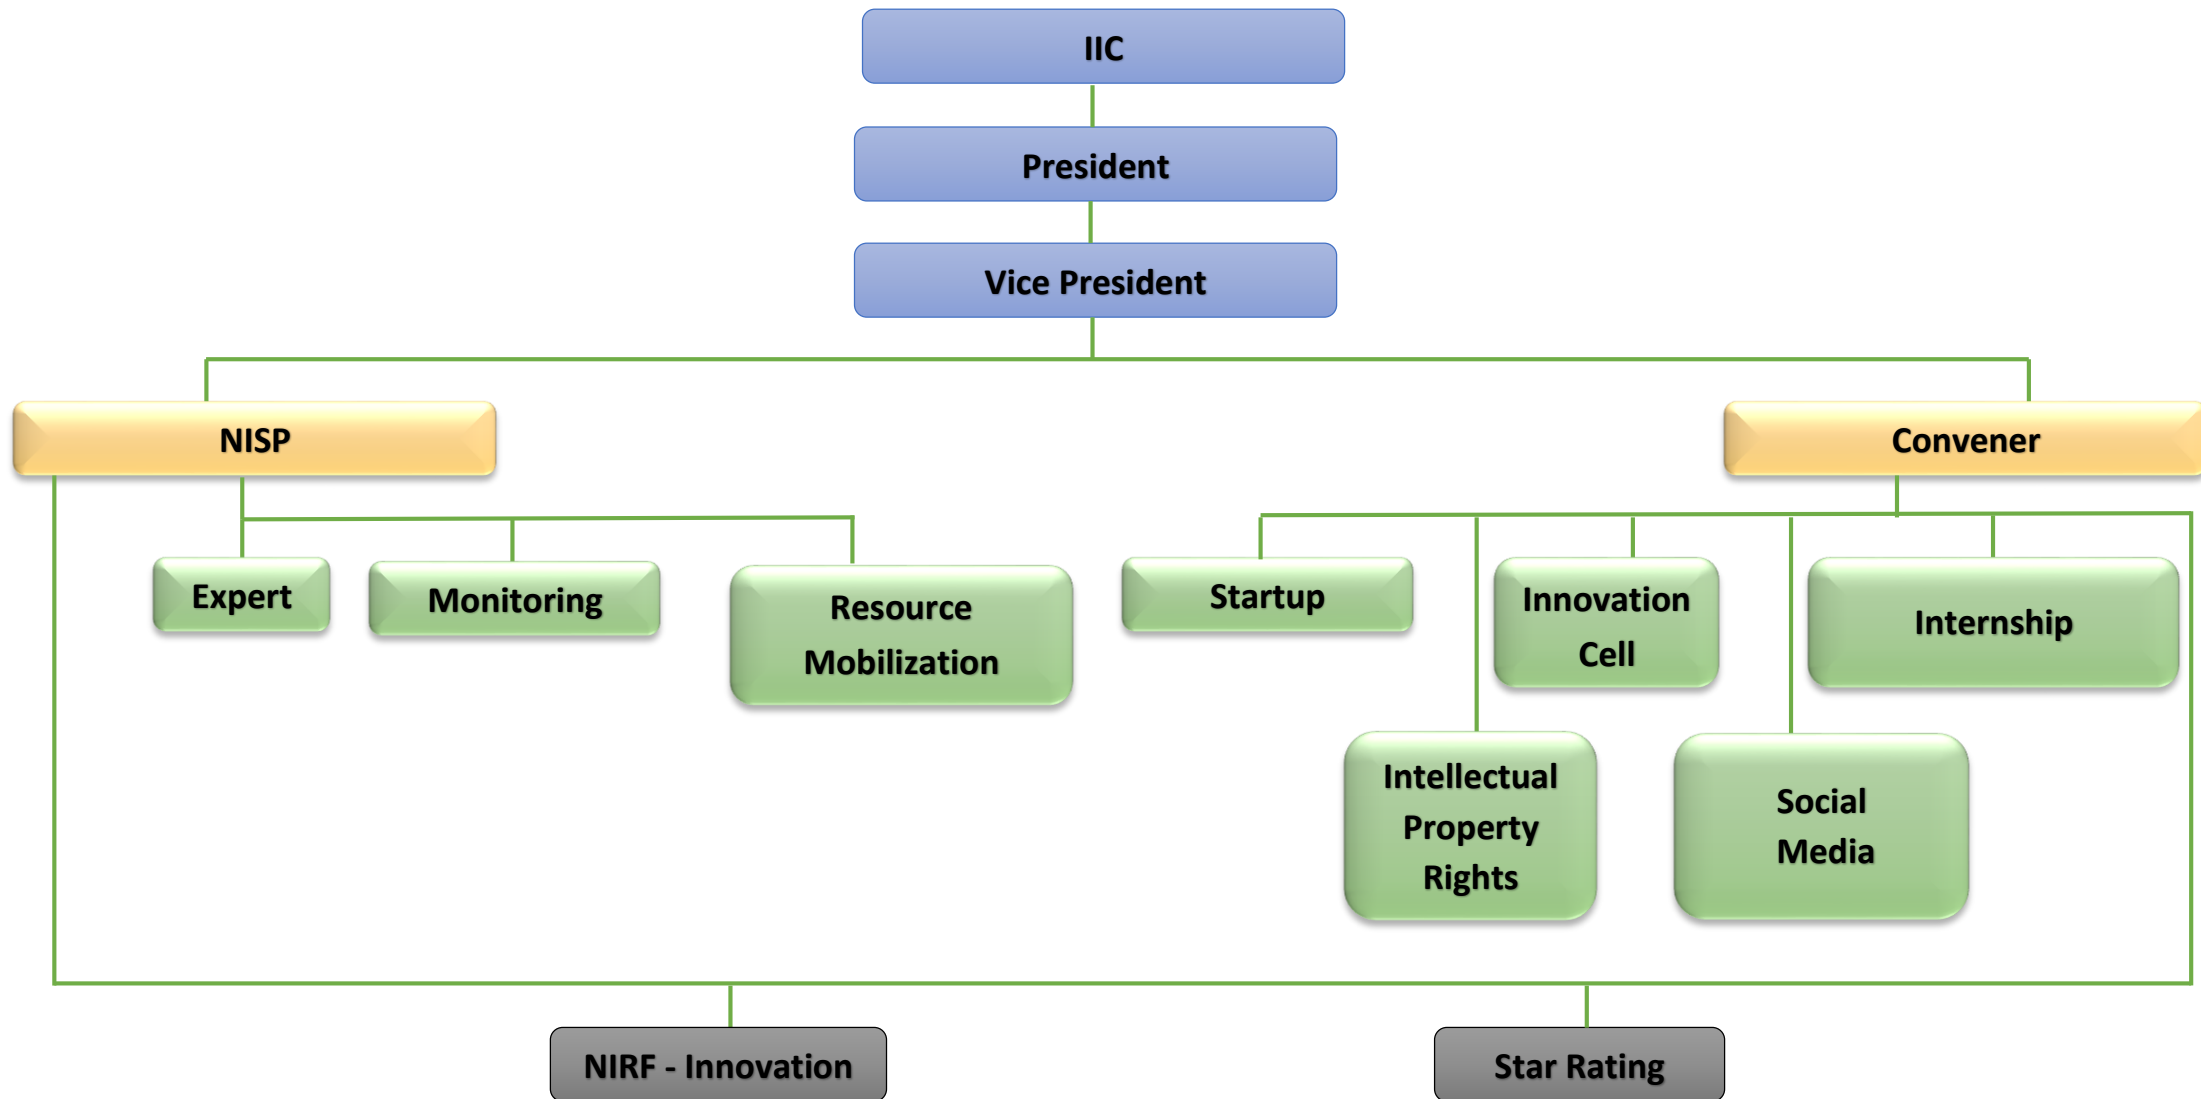 IIC
President
Vice President
NISP
Convener
Expert
Monitoring
Resource
Mobilization
Startup
Innovation
Cell
Internship
Intellectual
Property
Rights
Social
Media
NIRF - Innovation
Star Rating